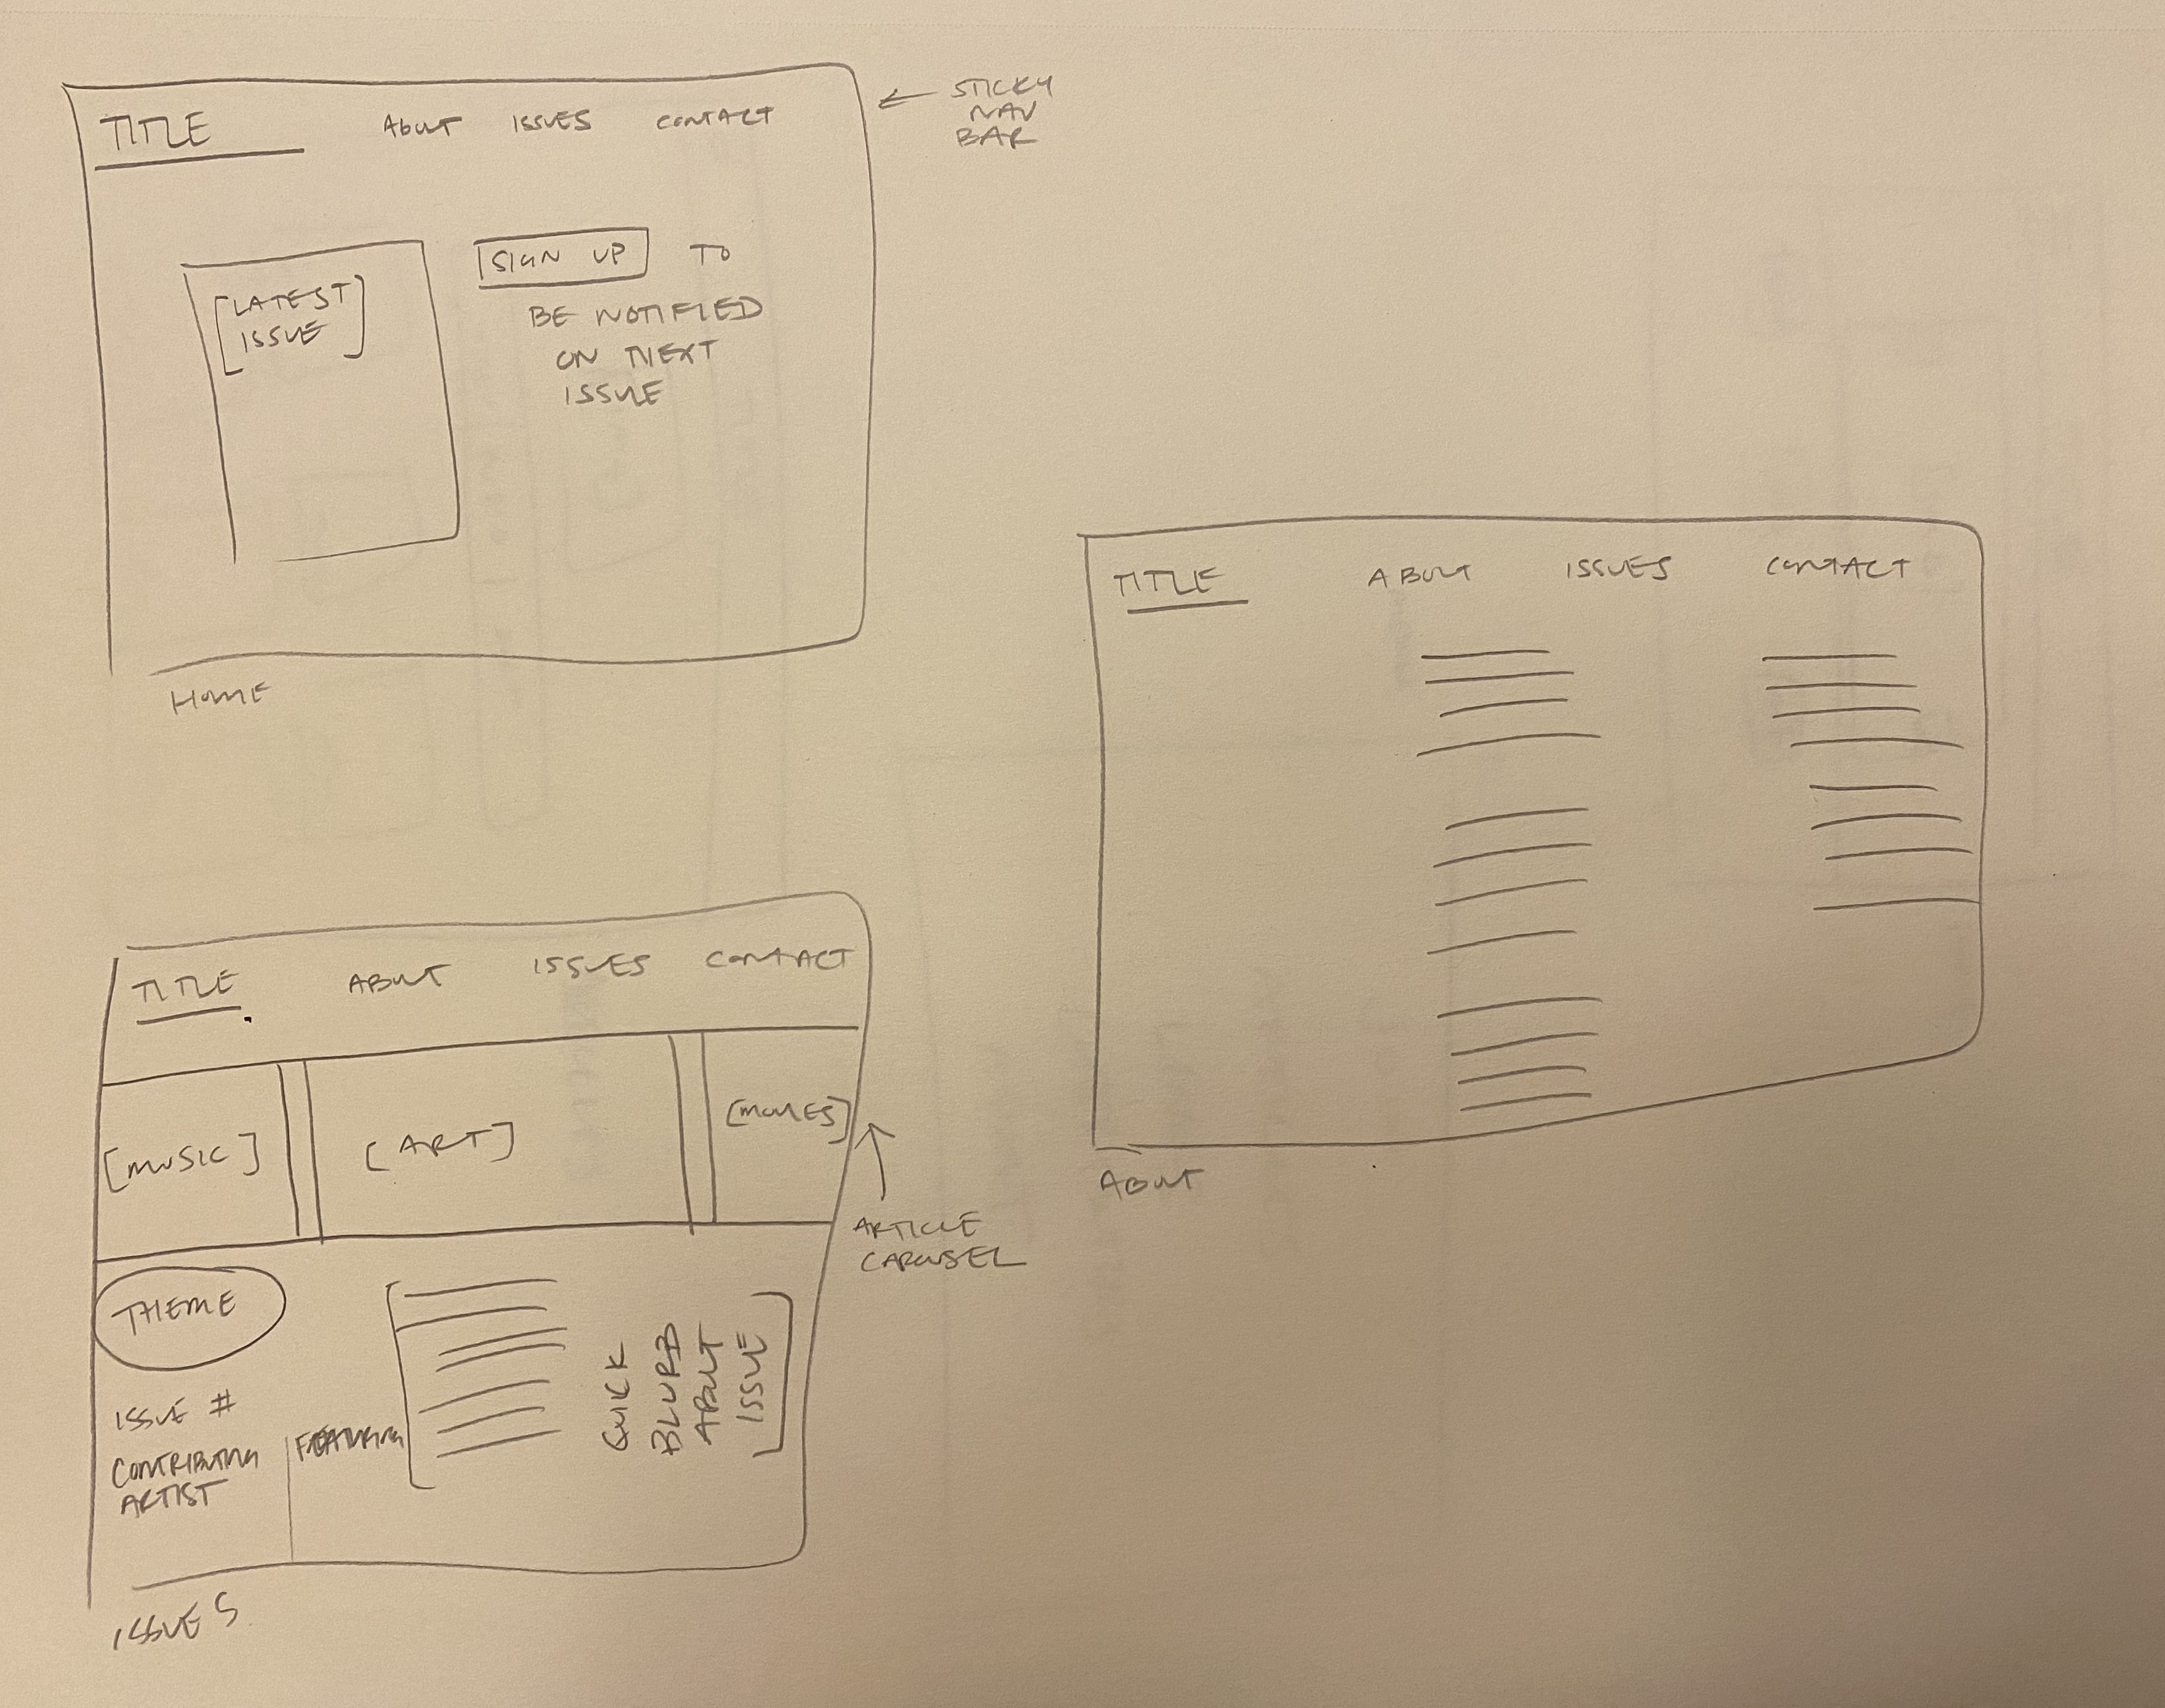 TITLE ABOUT ISSUES CONTACT
STICKY
NAV
BAR
[LATEST
ISSUE]
SIGN UP TO
BE NOTIFIED
ON NEXT
ISSUE
HOME
TITLE ABOUT ISSUES CONTACT
ABOUT
TITLE ABOUT ISSUES CONTACT
[MUSIC] [ART] [MOVIES]
ARTICLE
CAROUSEL
THEME
ISSUE #
CONTRIBUTING
ARTIST
FEATURING
QUICK
BLURB
ABOUT
ISSUE
ISSUES